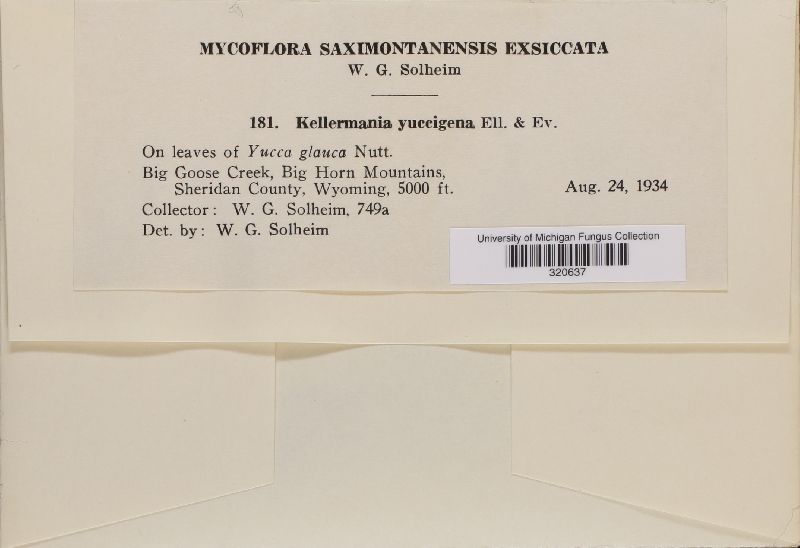 MYCOFLORA SAXIMONTANENSIS EXSICCATA
W. G. Solheim
181. Kellermania yuccigena Ell. & Ev.
On leaves of Yucca glauca Nutt.
Big Goose Creek, Big Horn Mountains,
Sheridan County, Wyoming, 5000 ft. Aug. 24, 1934
Collector: W. G. Solheim, 749a
Det. by: W. G. Solheim
University of Michigan Fungus Collection
320637